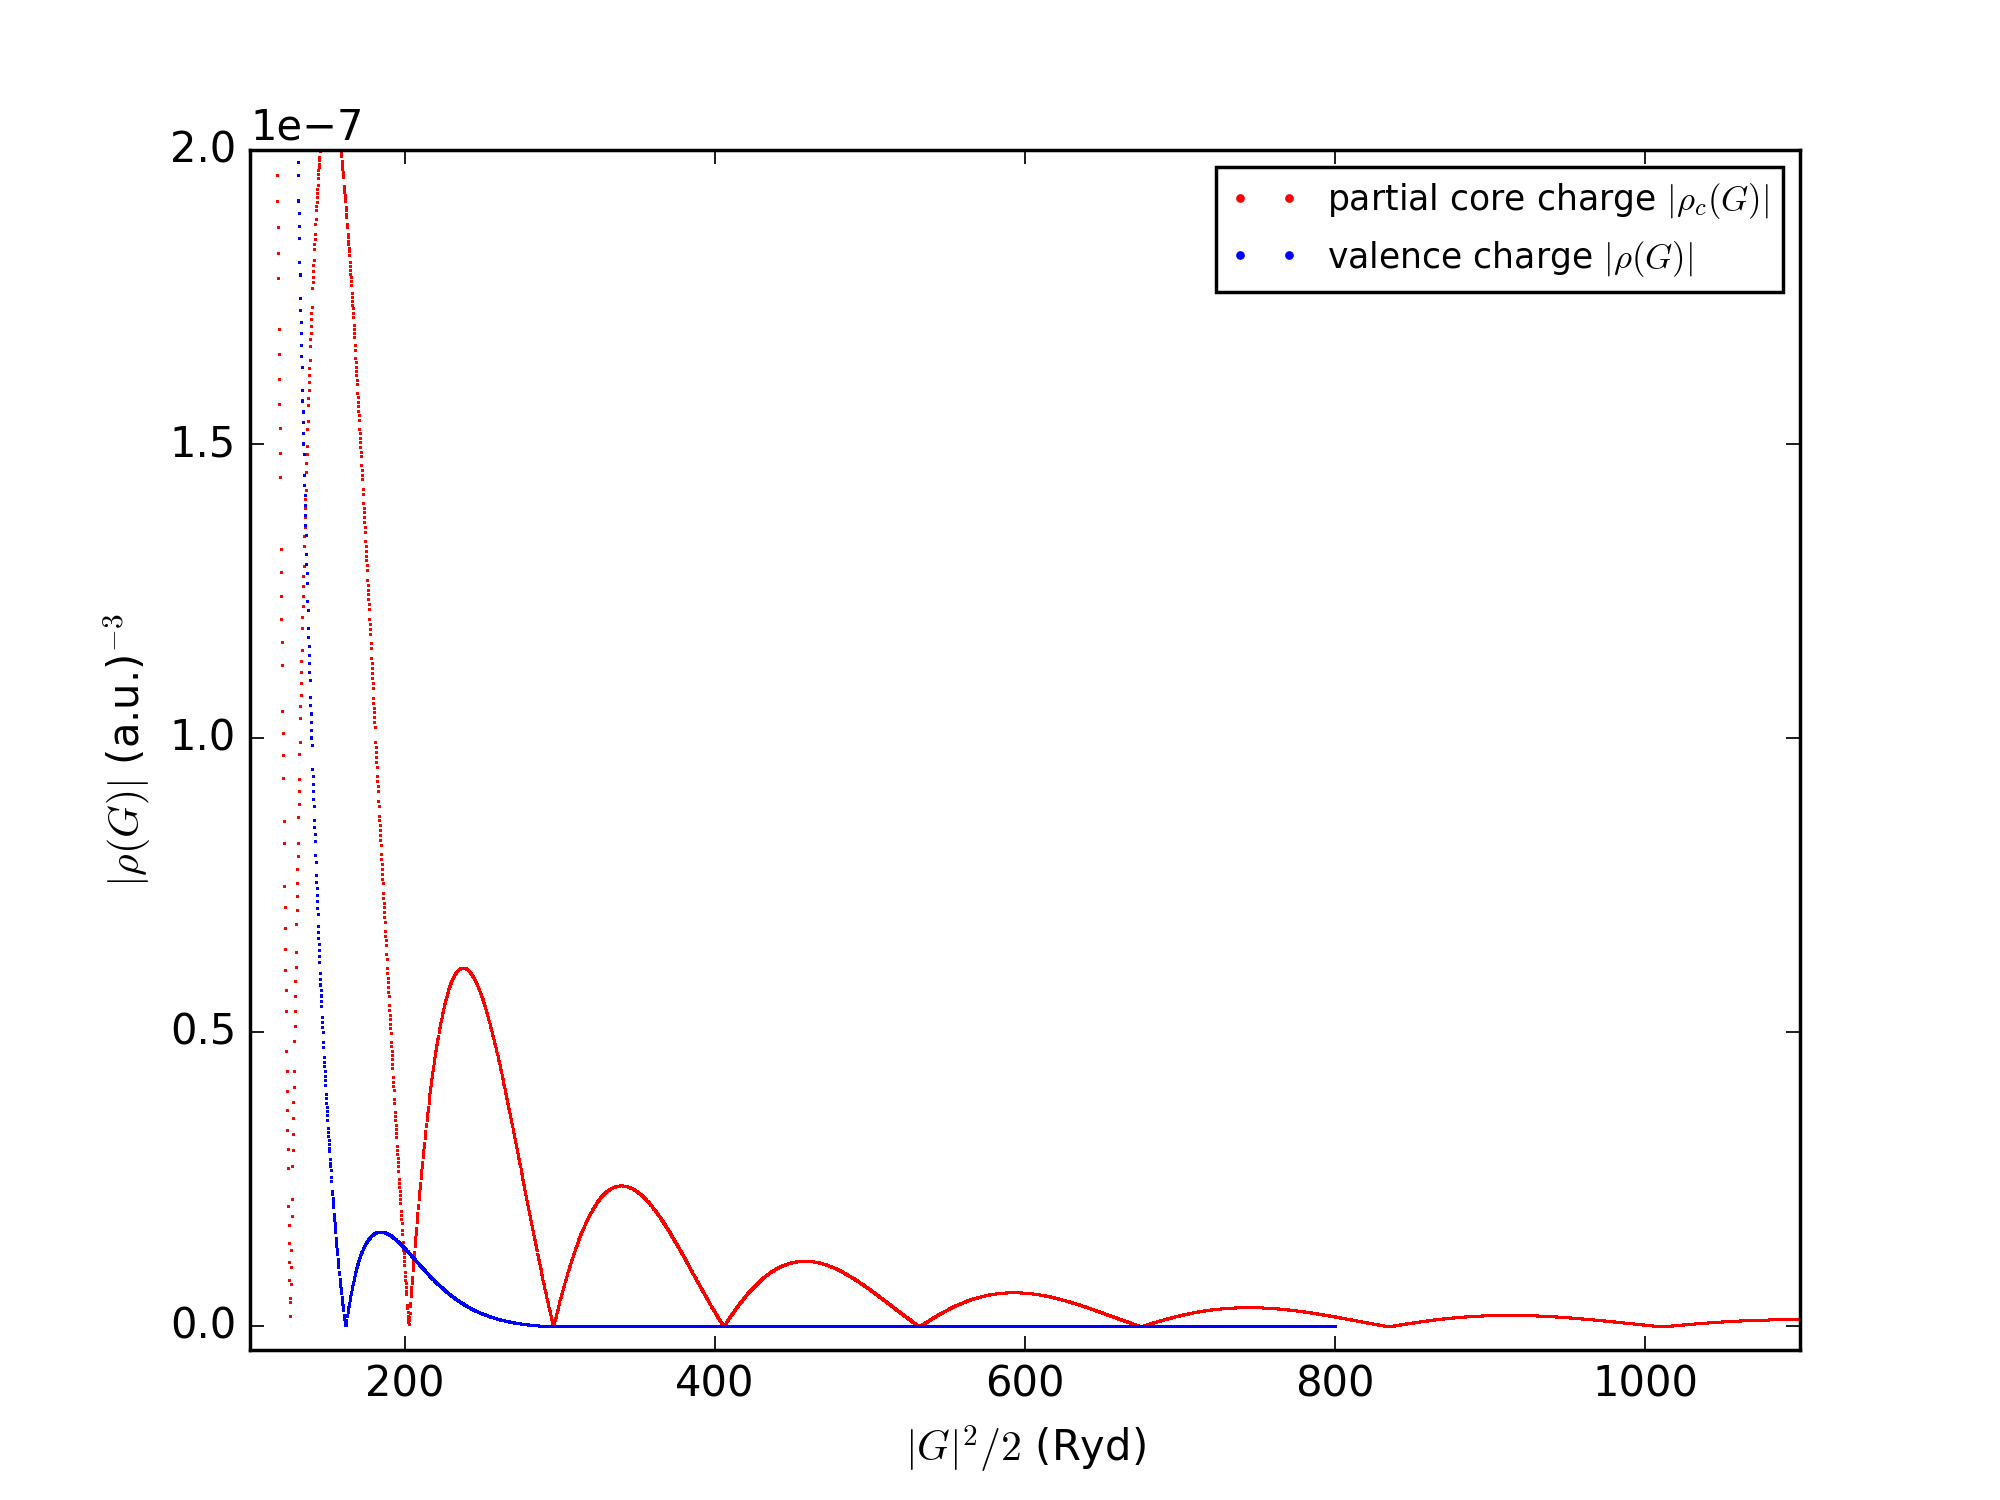 1e−7
2.0
1.5
1.0
0.5
0.0
200
400
600
800
1000
|G|²/2 (Ryd)
|ρ(G)| (a.u.)⁻³
partial core charge |ρ_c(G)|
valence charge |ρ(G)|